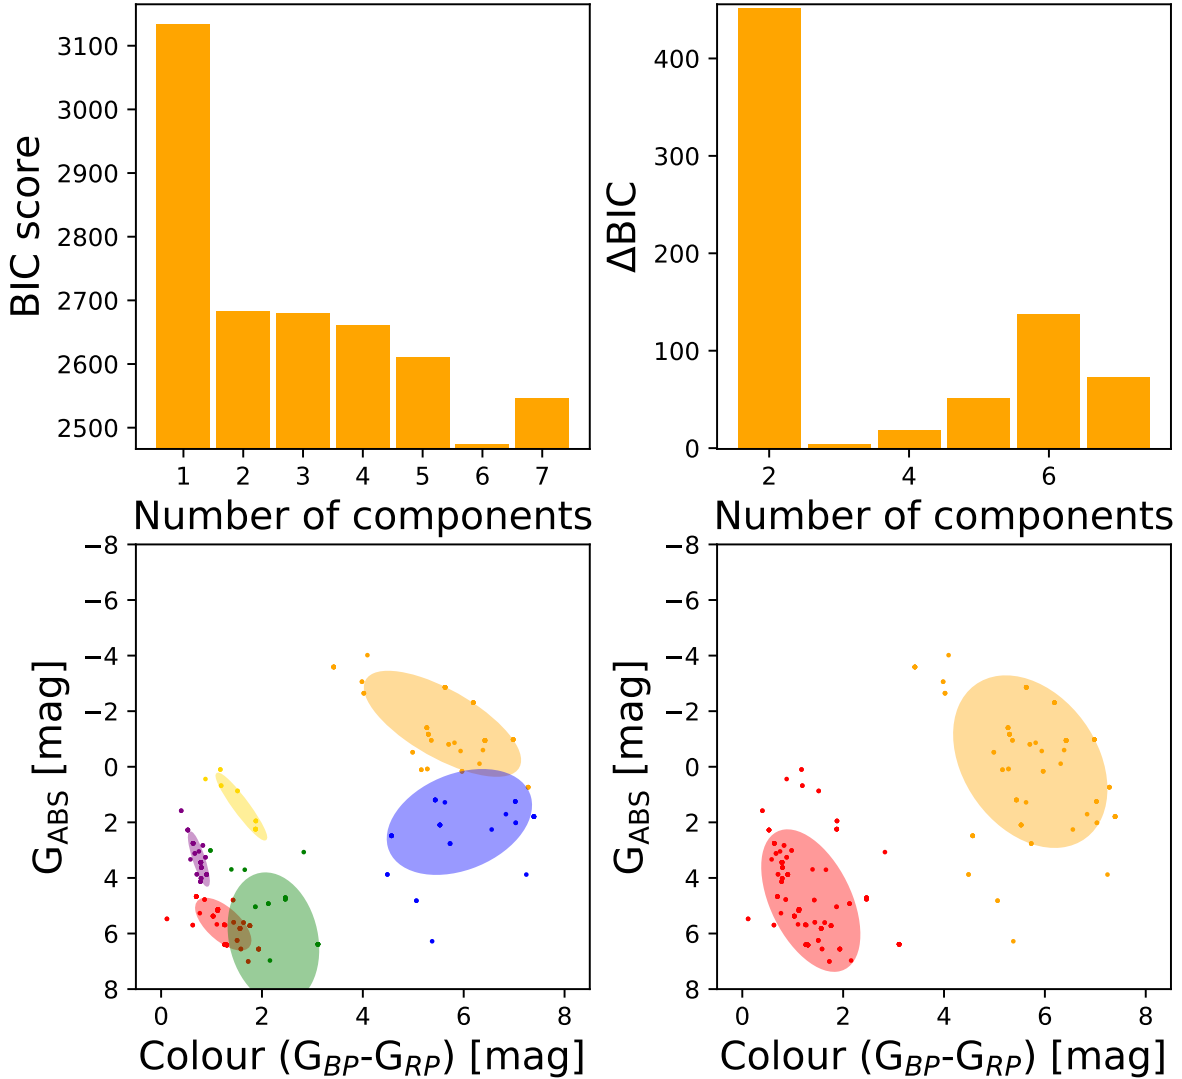 3100
3000
2900
2800
2700
2600
2500
BIC score
1 2 3 4 5 6 7
Number of components
400
300
200
100
0
ΔBIC
2 4 6
Number of components
−8
−6
−4
−2
0
2
4
6
8
G_ABS [mag]
0 2 4 6 8
Colour (G_BP-G_RP) [mag]
−8
−6
−4
−2
0
2
4
6
8
G_ABS [mag]
0 2 4 6 8
Colour (G_BP-G_RP) [mag]